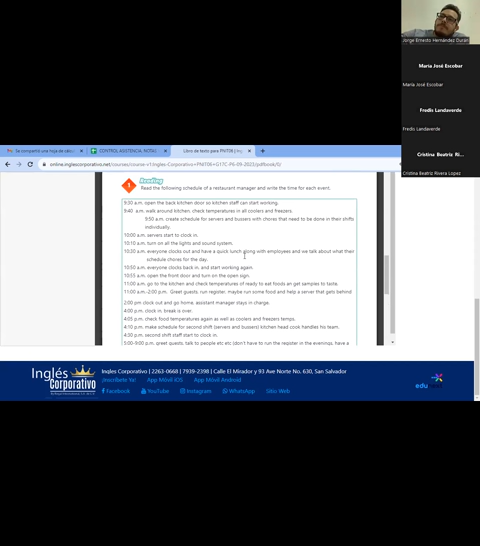 Jorge Ernesto Hernández Durán
María José Escobar
María José Escobar
Fredis Landaverde
Fredis Landaverde
Cristina Beatriz Ri...
Cristina Beatriz Rivera Lopez
Se compartió una hoja de cálcu
CONTROL ASISTENCIA, NOTAS
Libro de texto para PNT06 | In
online.inglescorporativo.net/courses/course-v1:Ingles-Corporativo+PNT06+G17C-P6-09-2023/pdfbook/0/
Reading
1. Read the following schedule of a restaurant manager and write the time for each event.
9:30 a.m. open the back kitchen door so kitchen staff can start working.
9:40 a.m. walk around kitchen; check temperatures in all coolers and freezers.
9:50 a.m. create schedule for servers and bussers with chores that need to be done in their shifts
individually.
10:00 a.m. servers start to clock in.
10:10 a.m. turn on all the lights and sound system.
10:20 a.m. everyone clocks out and have a quick lunch along with employees and we talk about what their
schedule chores for the day.
10:50 a.m. everyone clocks back in and start working again.
10:55 a.m. open the front door and turn on the open sign.
11:00 a.m. go to the kitchen and check temperatures of ready to eat foods an get samples to taste.
11:00 a.m.-2:00 p.m. Greet guests, run register, maybe run some food and help a server that gets behind
2:00 pm clock out and go home, assistant manager stays in charge.
4:00 p.m. clock in, break is over.
4:05 p.m. check food temperatures again as well as coolers and freezers temps.
4:10 p.m. make schedule for second shift (servers and bussers) kitchen head cook handles his team.
4:30 p.m. second shift staff start to clock in.
5:00-9:00 p.m. greet guests, talk to people etc etc (don't have to run the register in the evenings, have a
Inglés Corporativo
Ingles Corporativo | 2263-0668 | 7939-2398 | Calle El Mirador y 93 Ave Norte No. 630, San Salvador
¡Inscríbete Ya! App Móvil iOS App Móvil Android
Facebook YouTube Instagram WhatsApp Sitio Web